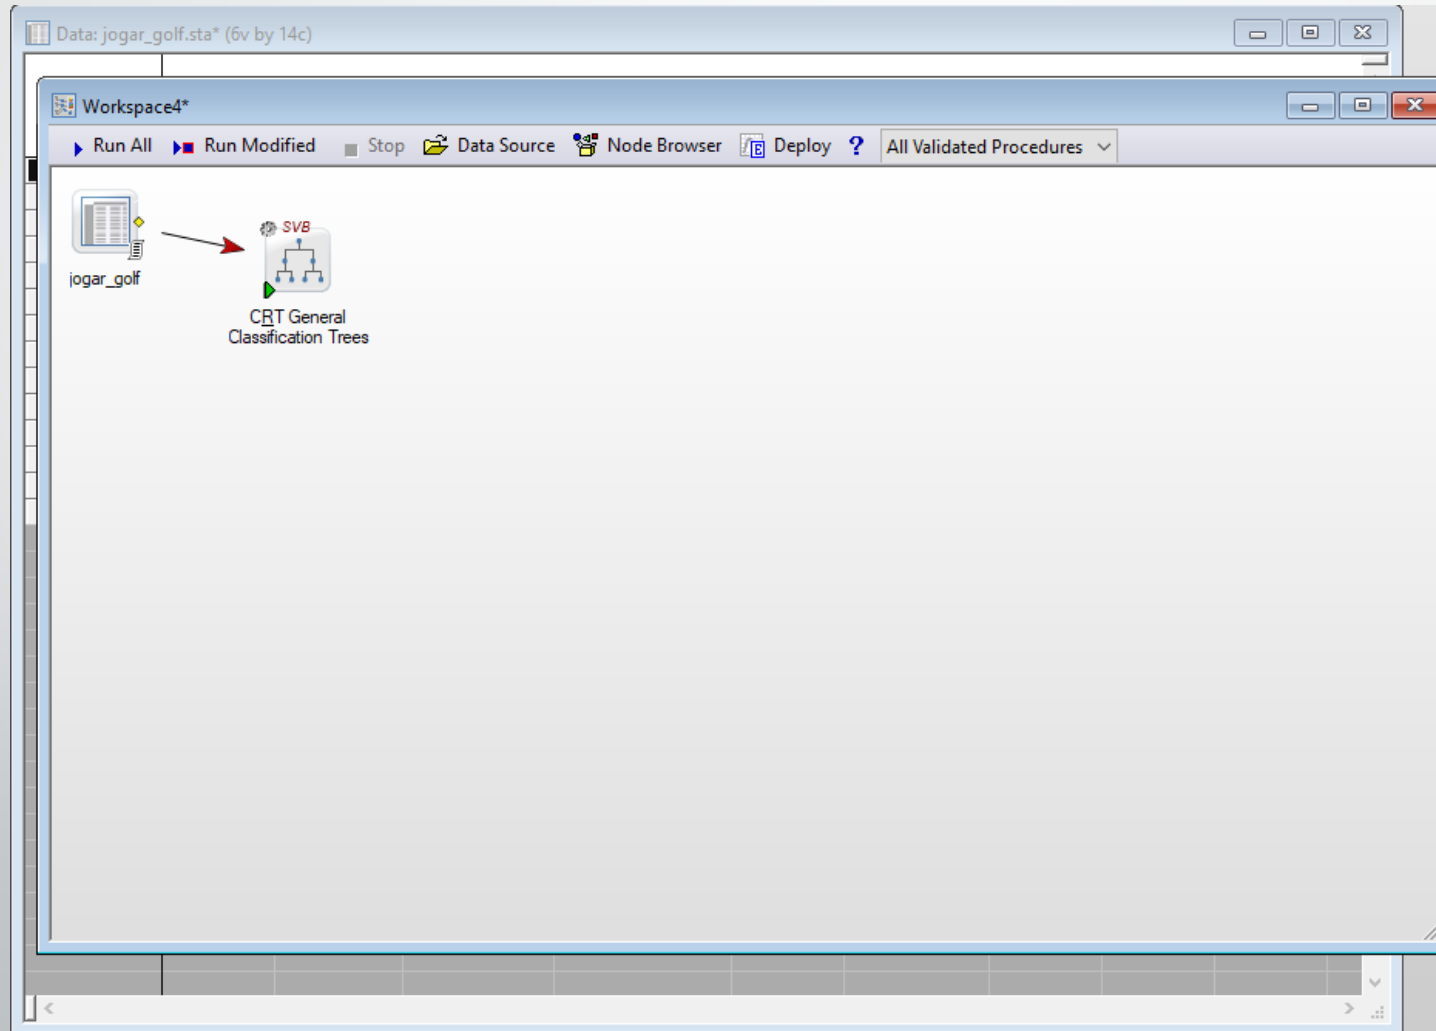 Data: jogar_golf.sta* (6v by 14c)
Workspace4*
Run All Run Modified Stop Data Source Node Browser Deploy ? All Validated Procedures
SVB
jogar_golf
CRT General
Classification Trees